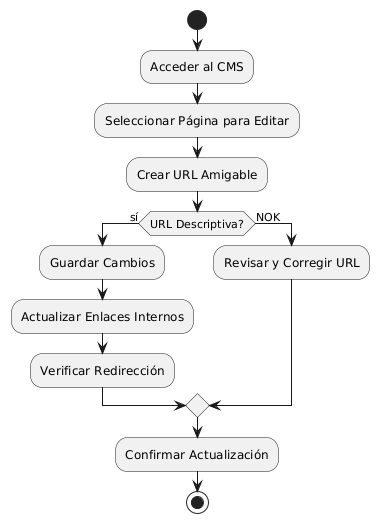 Acceder al CMS
Seleccionar Página para Editar
Crear URL Amigable
URL Descriptiva?
sí
NOK
Guardar Cambios
Revisar y Corregir URL
Actualizar Enlaces Internos
Verificar Redirección
Confirmar Actualización